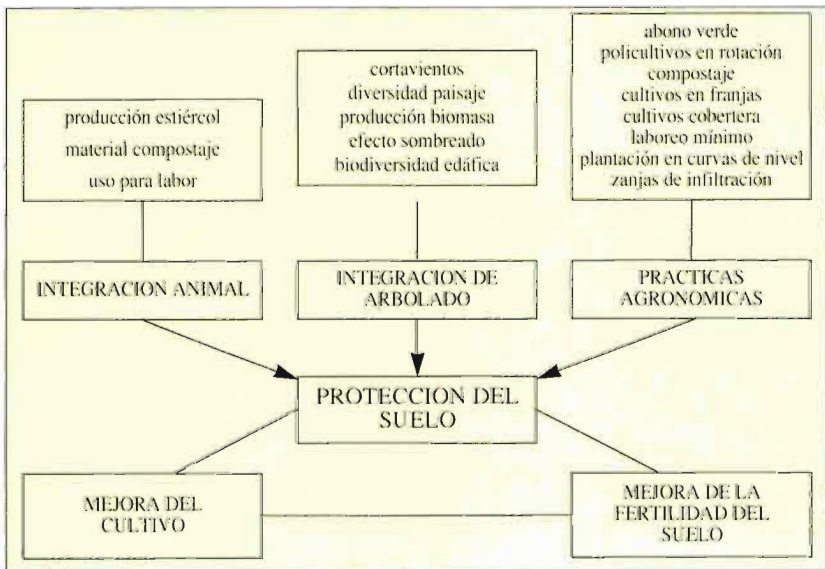 producción estiércol
material compostaje
uso para labor
cortavientos
diversidad paisaje
producción biomasa
efecto sombreado
biodiversidad edáfica
abono verde
policultivos en rotación
compostaje
cultivos en franjas
cultivos cobertera
laboreo mínimo
plantación en curvas de nivel
zanjas de infiltración
INTEGRACION ANIMAL
INTEGRACION DE
ARBOLADO
PRACTICAS
AGRONOMICAS
PROTECCION DEL
SUELO
MEJORA DEL
CULTIVO
MEJORA DE LA
FERTILIDAD DEL
SUELO